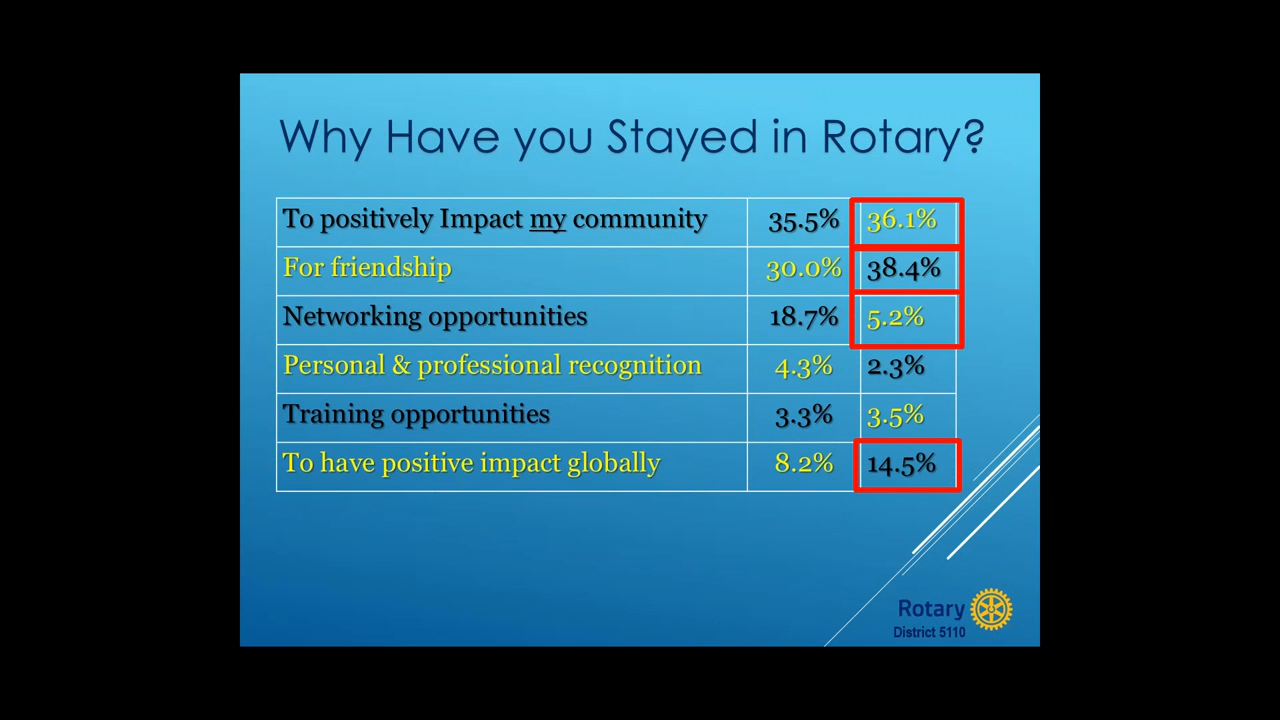 Why Have you Stayed in Rotary?
To positively Impact my community 35.5% 36.1%
For friendship 30.0% 38.4%
Networking opportunities 18.7% 5.2%
Personal & professional recognition 4.3% 2.3%
Training opportunities 3.3% 3.5%
To have positive impact globally 8.2% 14.5%
Rotary
District 5110